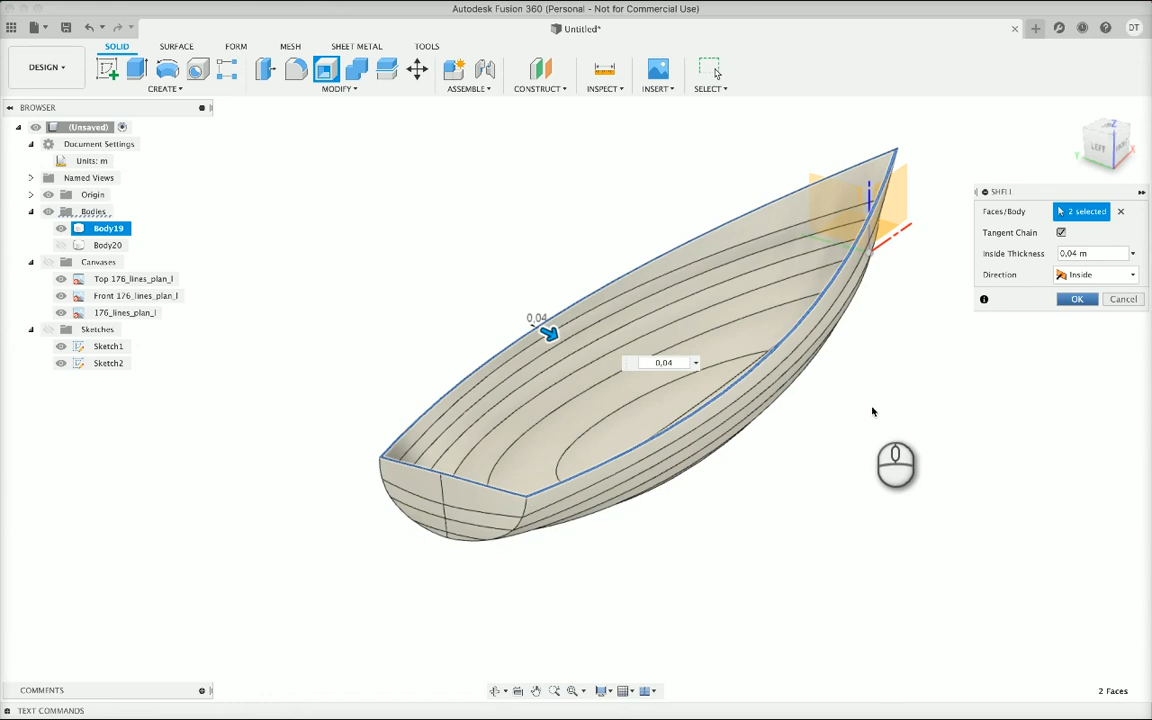 Autodesk Fusion 360 (Personal - Not for Commercial Use)
Untitled*
DT
DESIGN
SOLID
SURFACE
FORM
MESH
SHEET METAL
TOOLS
CREATE
MODIFY
ASSEMBLE
CONSTRUCT
INSPECT
INSERT
SELECT
BROWSER
(Unsaved)
Document Settings
Units: m
Named Views
Origin
Bodies
Body19
Body20
Canvases
Top 176_lines_plan_l
Front 176_lines_plan_l
176_lines_plan_l
Sketches
Sketch1
Sketch2
Z
LEFT
SHELL
Faces/Body
2 selected
Tangent Chain
Inside Thickness
0,04 m
Direction
Inside
OK
Cancel
0,04
0,04
COMMENTS
2 Faces
TEXT COMMANDS